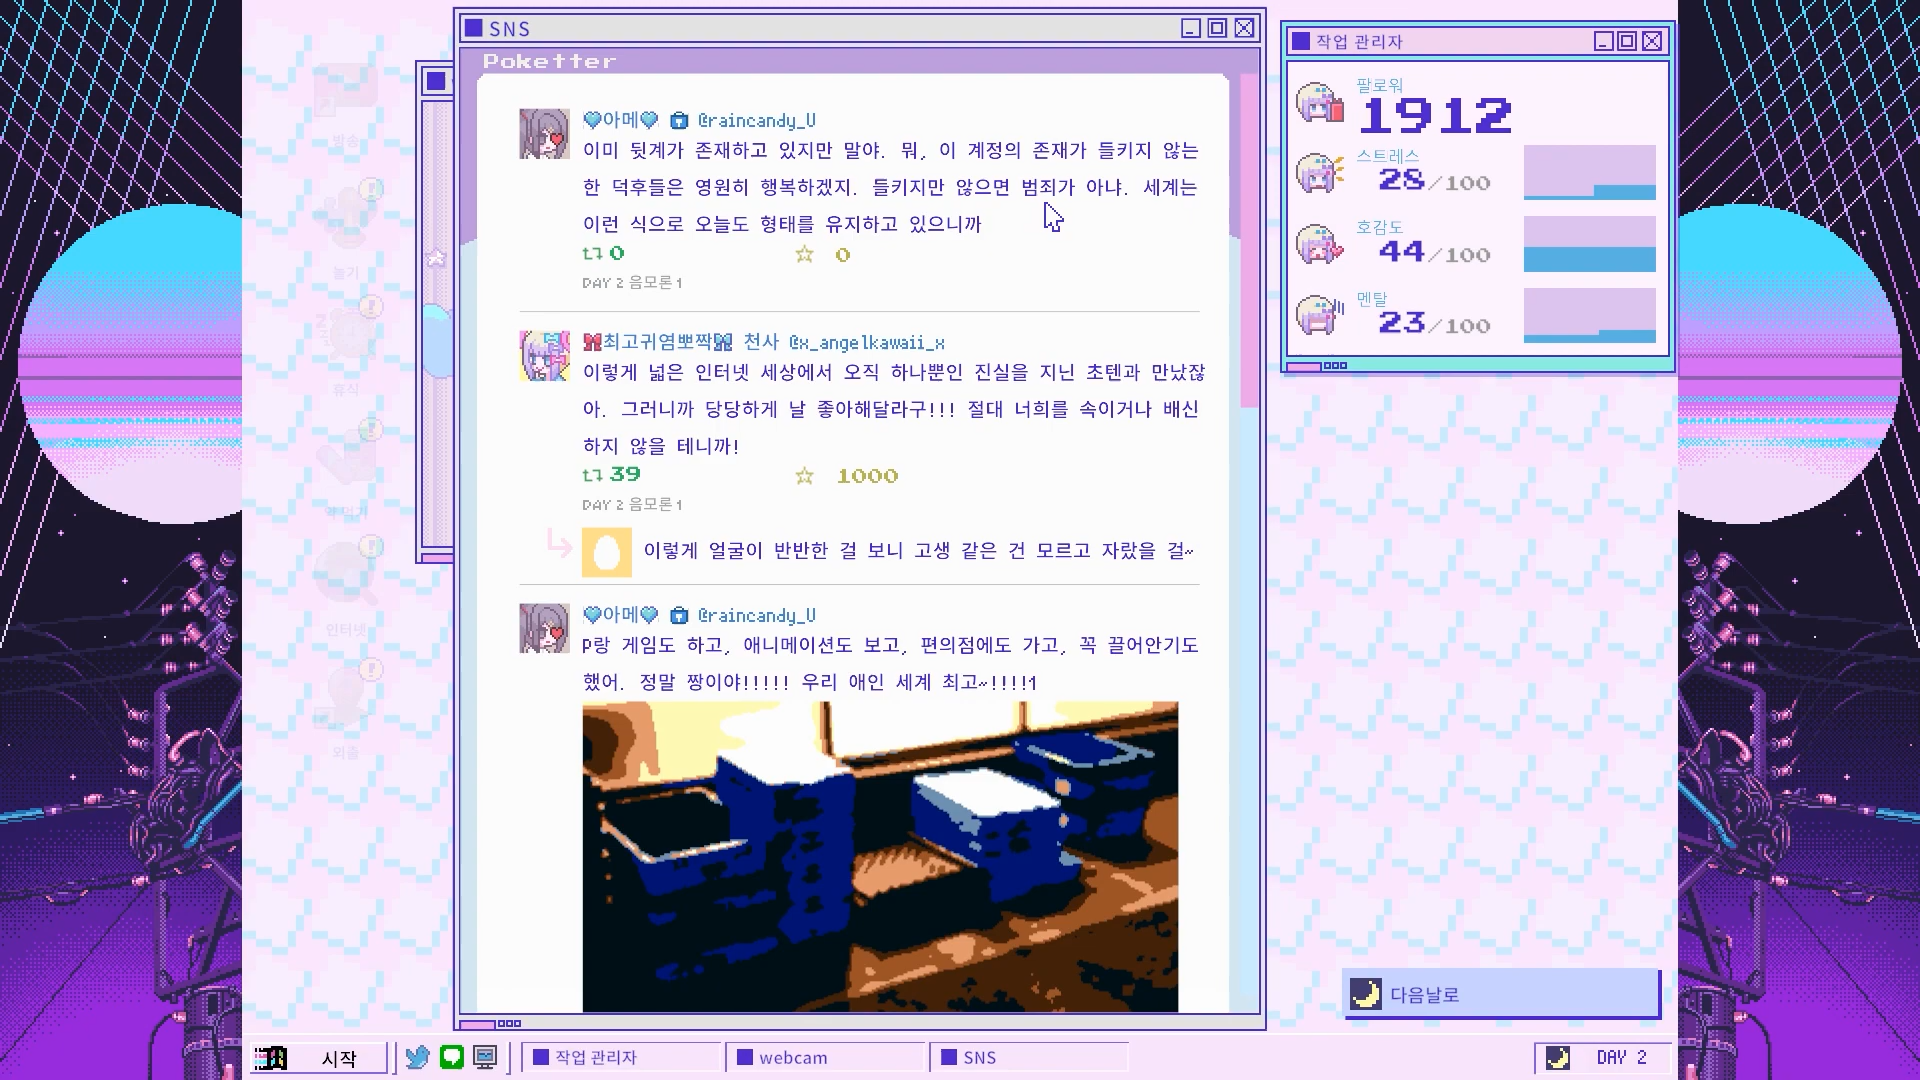 SNS
Poketter
아메 @raincandy_U
이미 뒷계가 존재하고 있지만 말야. 뭐, 이 계정의 존재가 들키지 않는
한 덕후들은 영원히 행복하겠지. 들키지만 않으면 범죄가 아냐. 세계는
이런 식으로 오늘도 형태를 유지하고 있으니까
0 0
DAY 2 음모론 1
최고귀염뽀짝 천사 @x_angelkawaii_x
이렇게 넓은 인터넷 세상에서 오직 하나뿐인 진실을 지닌 초텐과 만났잖
아. 그러니까 당당하게 날 좋아해달라구!!! 절대 너희를 속이거나 배신
하지 않을 테니까!
39 1000
DAY 2 음모론 1
이렇게 얼굴이 반반한 걸 보니 고생 같은 건 모르고 자랐을 걸~
아메 @raincandy_U
P랑 게임도 하고, 애니메이션도 보고, 편의점에도 가고, 꼭 끌어안기도
했어. 정말 짱이야!!!!! 우리 애인 세계 최고~!!!!1
작업 관리자
팔로워
1912
스트레스
28/100
호감도
44/100
멘탈
23/100
방송
놀기
휴식
약 먹기
인터넷
외출
다음날로
시작
작업 관리자
webcam
SNS
DAY 2